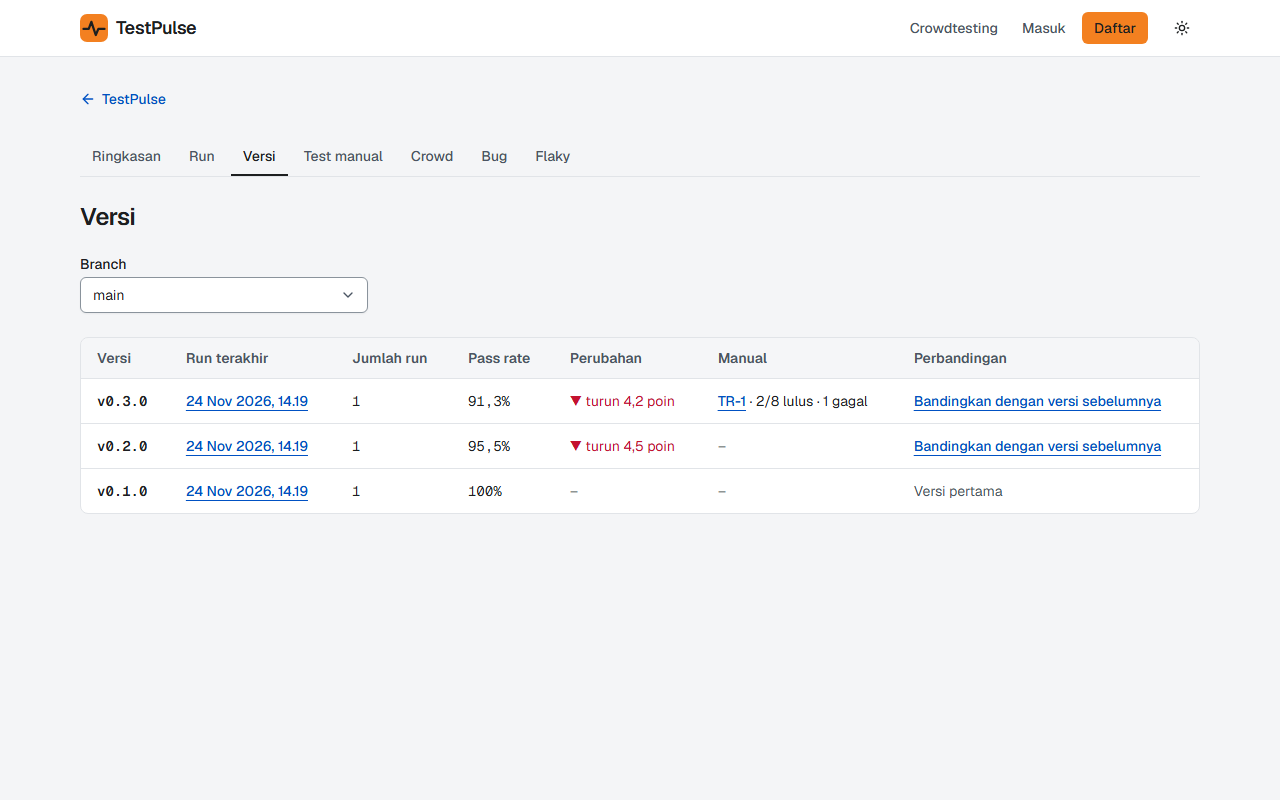 TestPulse
Crowdtesting Masuk Daftar
← TestPulse
Ringkasan Run Versi Test manual Crowd Bug Flaky
Versi
Branch
main
Versi Run terakhir Jumlah run Pass rate Perubahan Manual Perbandingan
v0.3.0 24 Nov 2026, 14.19 1 91,3% ▼ turun 4,2 poin TR-1 · 2/8 lulus · 1 gagal Bandingkan dengan versi sebelumnya
v0.2.0 24 Nov 2026, 14.19 1 95,5% ▼ turun 4,5 poin – Bandingkan dengan versi sebelumnya
v0.1.0 24 Nov 2026, 14.19 1 100% – – Versi pertama